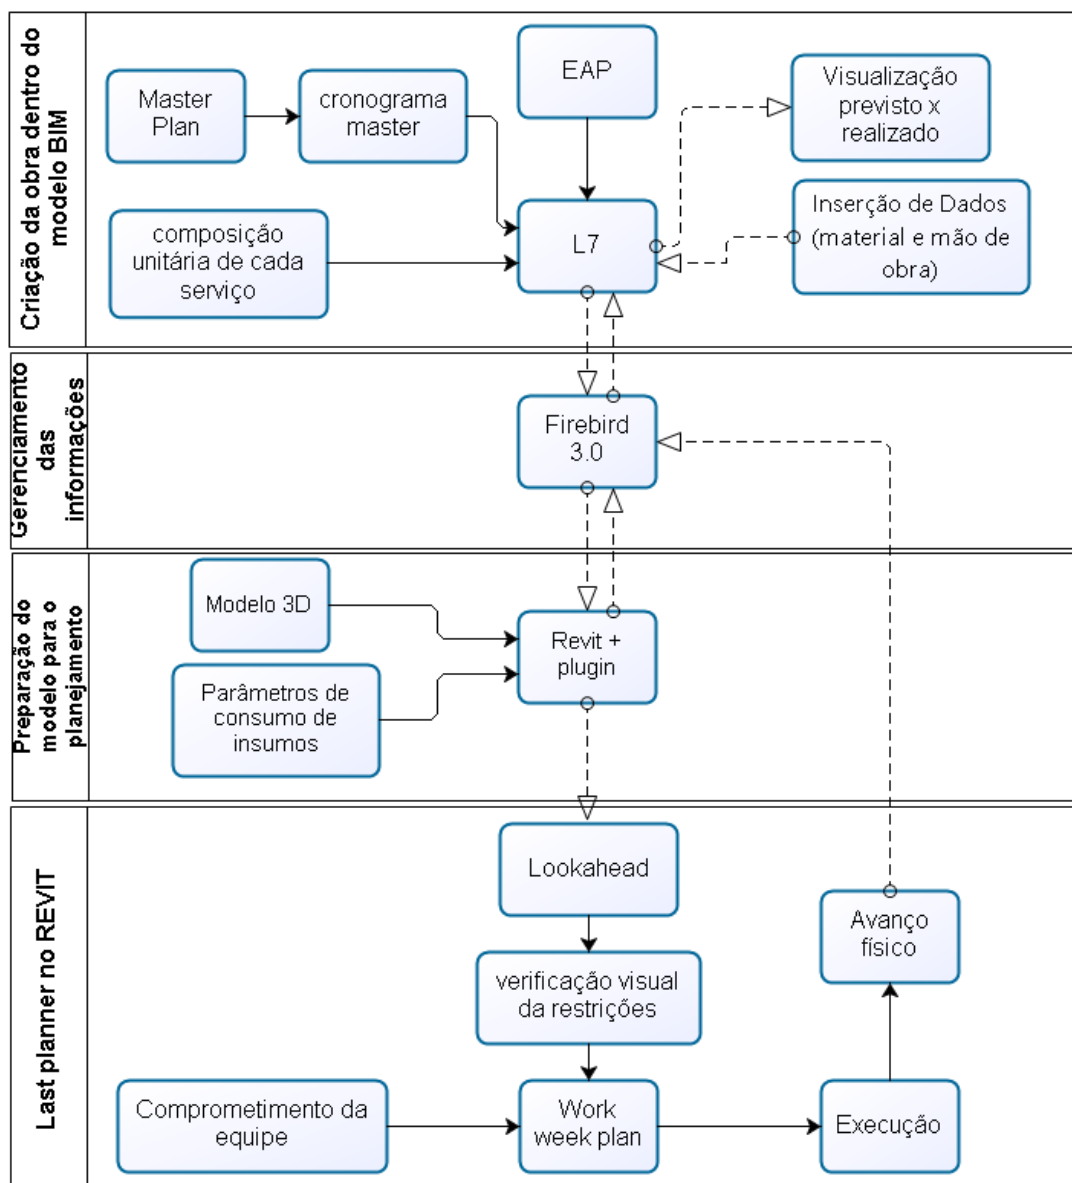 Criação da obra dentro do
modelo BIM
Master
Plan
cronograma
master
EAP
Visualização
previsto x
realizado
composição
unitária de cada
serviço
L7
Inserção de Dados
(material e mão de
obra)
Gerenciamento
das
informações
Firebird
3.0
Preparação do
modelo para o
planejamento
Modelo 3D
Parâmetros de
consumo de
insumos
Revit +
plugin
Last planner no REVIT
Lookahead
verificação visual
da restrições
Avanço
físico
Comprometimento da
equipe
Work
week plan
Execução